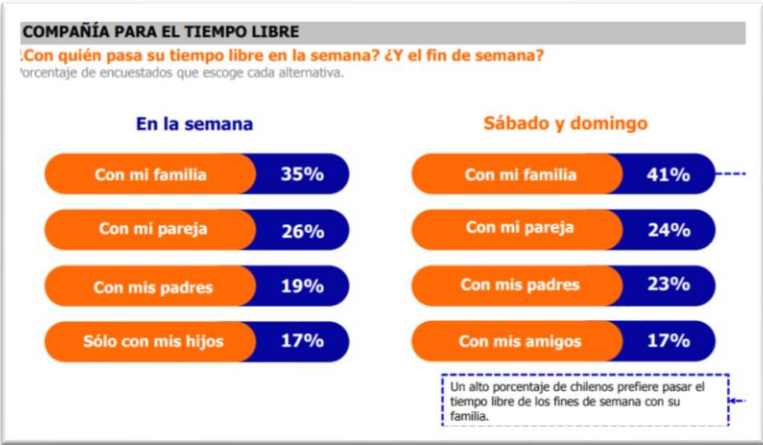 COMPAÑÍA PARA EL TIEMPO LIBRE
¿Con quién pasa su tiempo libre en la semana? ¿Y el fin de semana?
Porcentaje de encuestados que escoge cada alternativa.
En la semana
Con mi familia 35%
Con mi pareja 26%
Con mis padres 19%
Sólo con mis hijos 17%
Sábado y domingo
Con mi familia 41%
Con mi pareja 24%
Con mis padres 23%
Con mis amigos 17%
Un alto porcentaje de chilenos prefiere pasar el
tiempo libre de los fines de semana con su
familia.